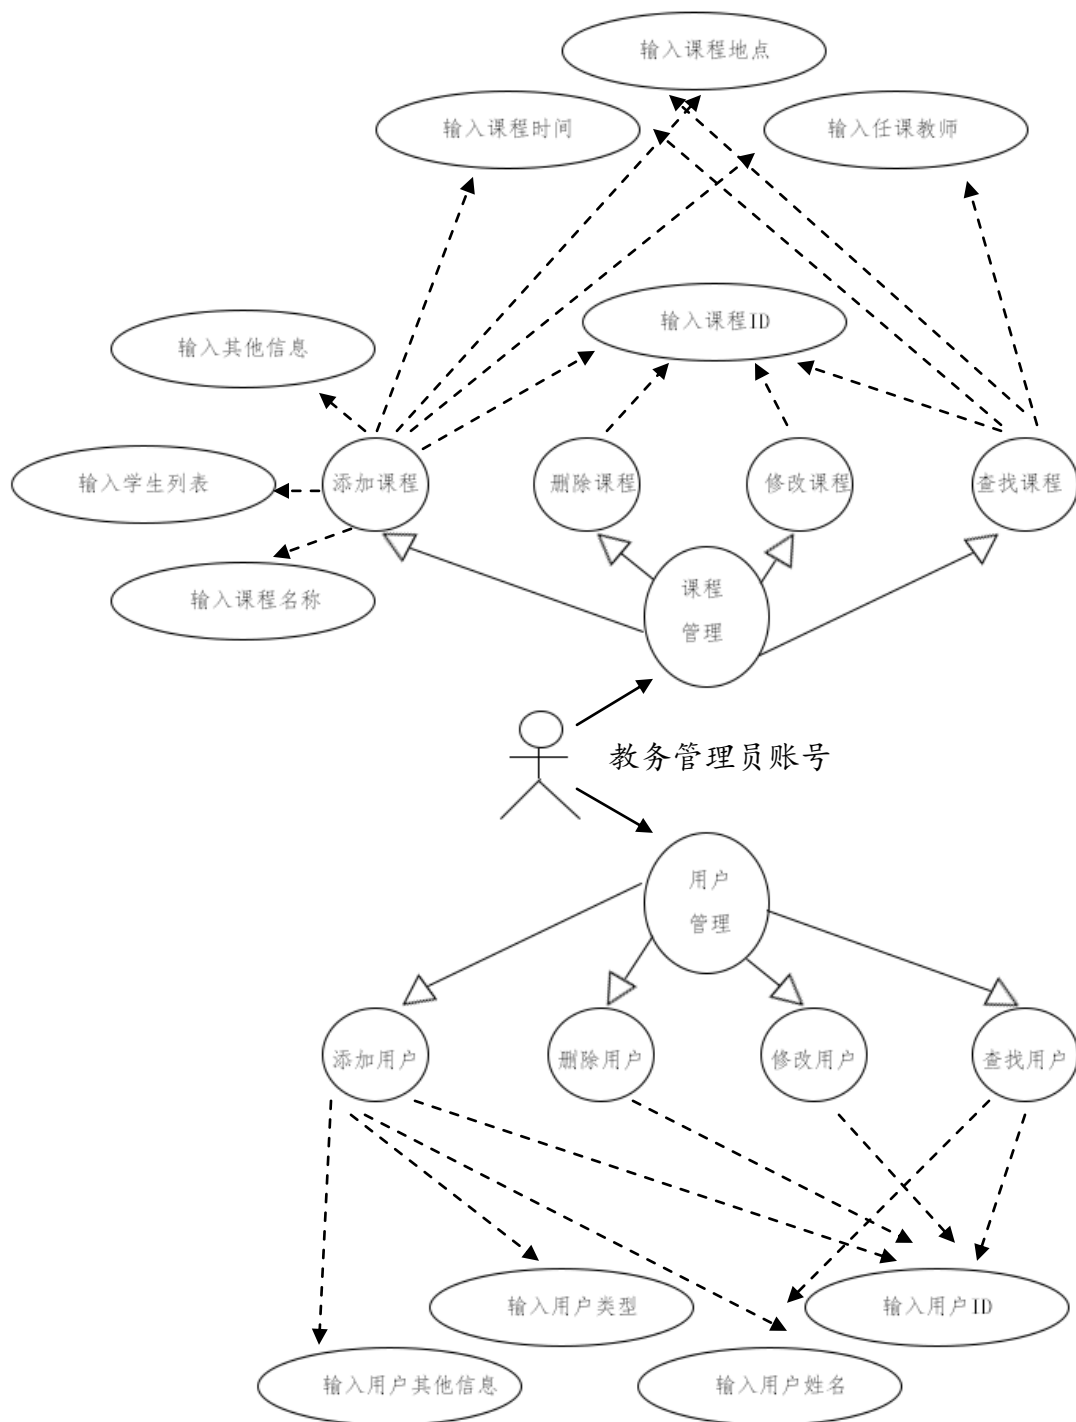 输入课程地点
输入课程时间
输入任课教师
输入课程ID
输入其他信息
输入学生列表
添加课程
删除课程
修改课程
查找课程
输入课程名称
课程
管理
教务管理员账号
用户
管理
添加用户
删除用户
修改用户
查找用户
输入用户类型
输入用户ID
输入用户其他信息
输入用户姓名